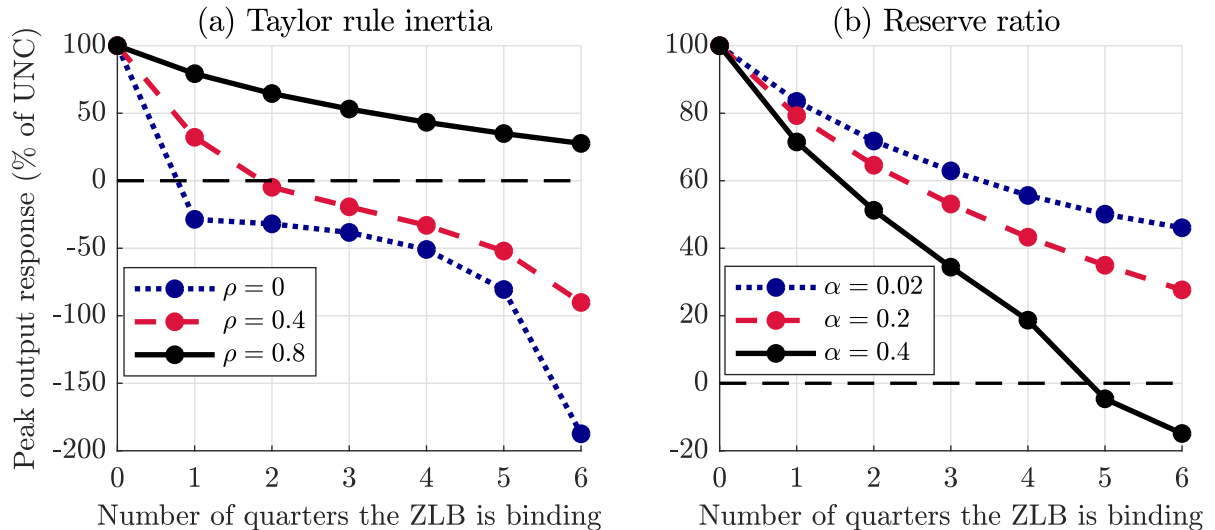 (a) Taylor rule inertia
Peak output response (% of UNC)
100
50
0
-50
-100
-150
-200
ρ = 0
ρ = 0.4
ρ = 0.8
0 1 2 3 4 5 6
Number of quarters the ZLB is binding
(b) Reserve ratio
100
80
60
40
20
0
-20
α = 0.02
α = 0.2
α = 0.4
0 1 2 3 4 5 6
Number of quarters the ZLB is binding